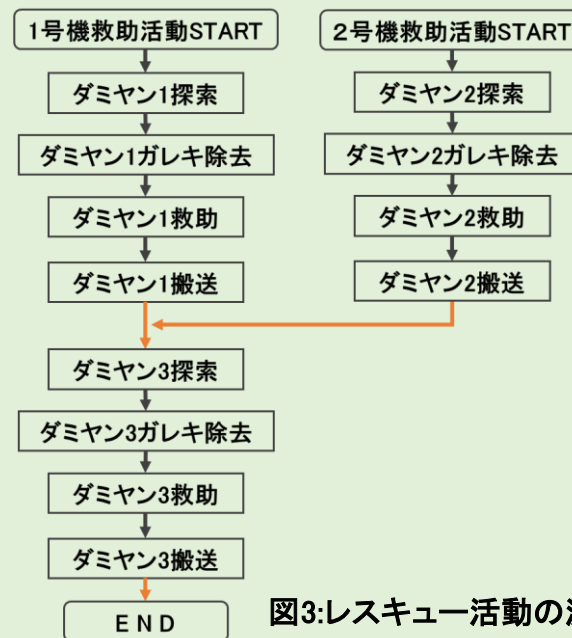 1号機救助活動START
ダミヤン1探索
ダミヤン1ガレキ除去
ダミヤン1救助
ダミヤン1搬送
2号機救助活動START
ダミヤン2探索
ダミヤン2ガレキ除去
ダミヤン2救助
ダミヤン2搬送
ダミヤン3探索
ダミヤン3ガレキ除去
ダミヤン3救助
ダミヤン3搬送
END
図3:レスキュー活動の